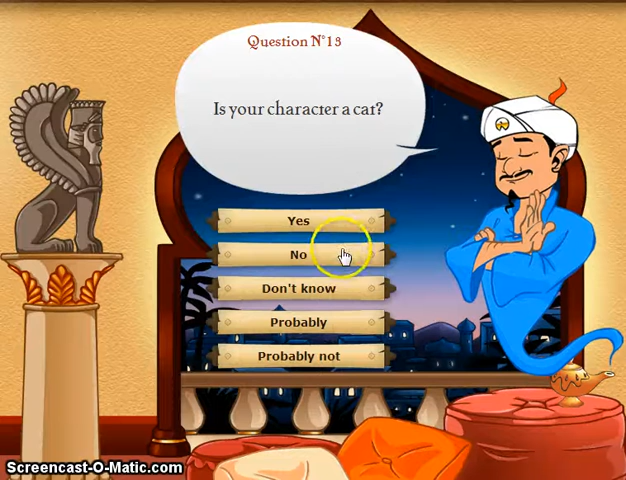 Question N°13
Is your character a cat?
Yes
No
Don't know
Probably
Probably not
Screencast-O-Matic.com